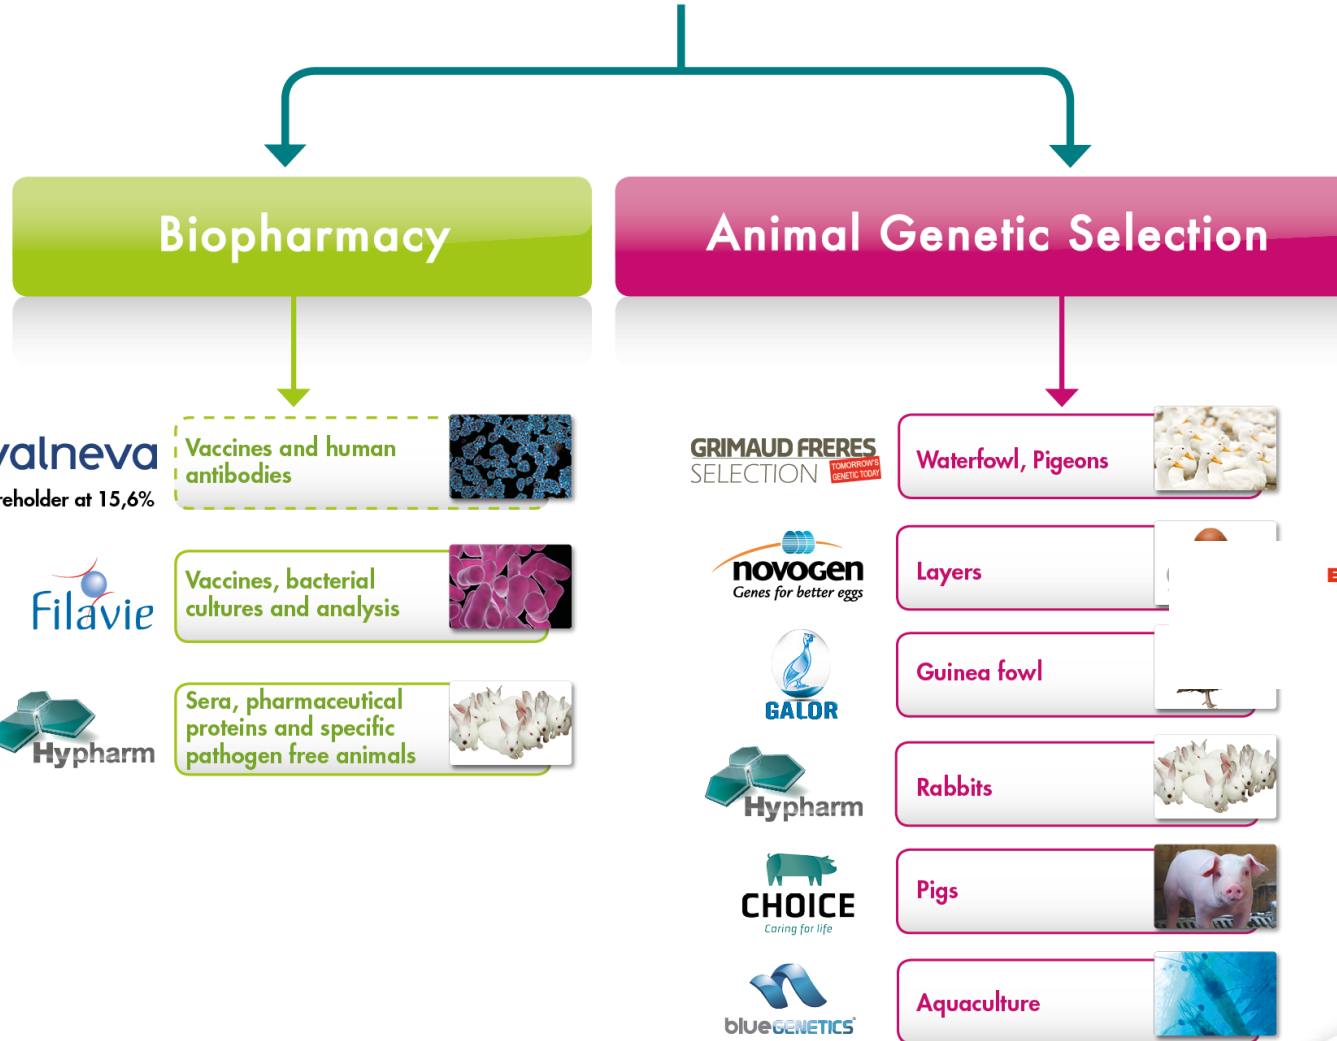 Biopharmacy
Animal Genetic Selection
valneva
reholder at 15,6%
Vaccines and human
antibodies
Filavie
Vaccines, bacterial
cultures and analysis
Hypharm
Sera, pharmaceutical
proteins and specific
pathogen free animals
GRIMAUD FRERES
SELECTION
TOMORROW'S
GENETIC TODAY
Waterfowl, Pigeons
novogen
Genes for better eggs
Layers
E
GALOR
Guinea fowl
Hypharm
Rabbits
CHOICE
Caring for life
Pigs
blueGENETICS
Aquaculture